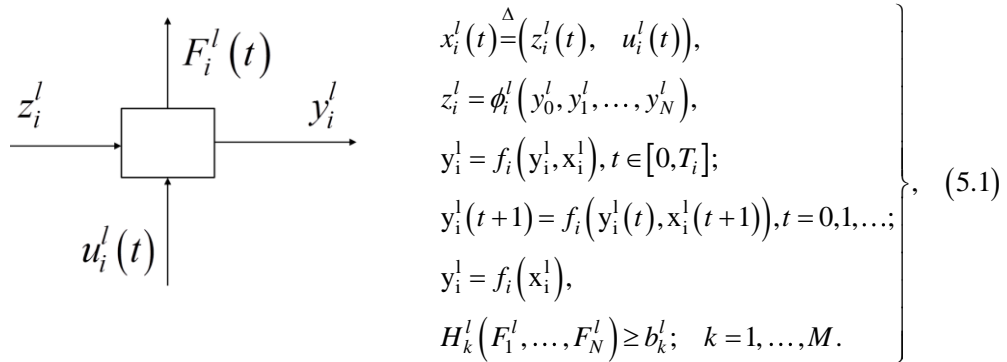 F_i^l(t)
z_i^l
y_i^l
u_i^l(t)
x_i^l(t) \overset{Δ}{=} (z_i^l(t), u_i^l(t)),
z_i^l = ϕ_i^l(y_0^l, y_1^l, …, y_N^l),
y_i^l = f_i(y_i^l, x_i^l), t ∈ [0, T_i];
y_i^l(t+1) = f_i(y_i^l(t), x_i^l(t+1)), t = 0,1,…;
y_i^l = f_i(x_i^l),
H_k^l(F_1^l, …, F_N^l) ≥ b_k^l; k = 1, …, M.
, (5.1)